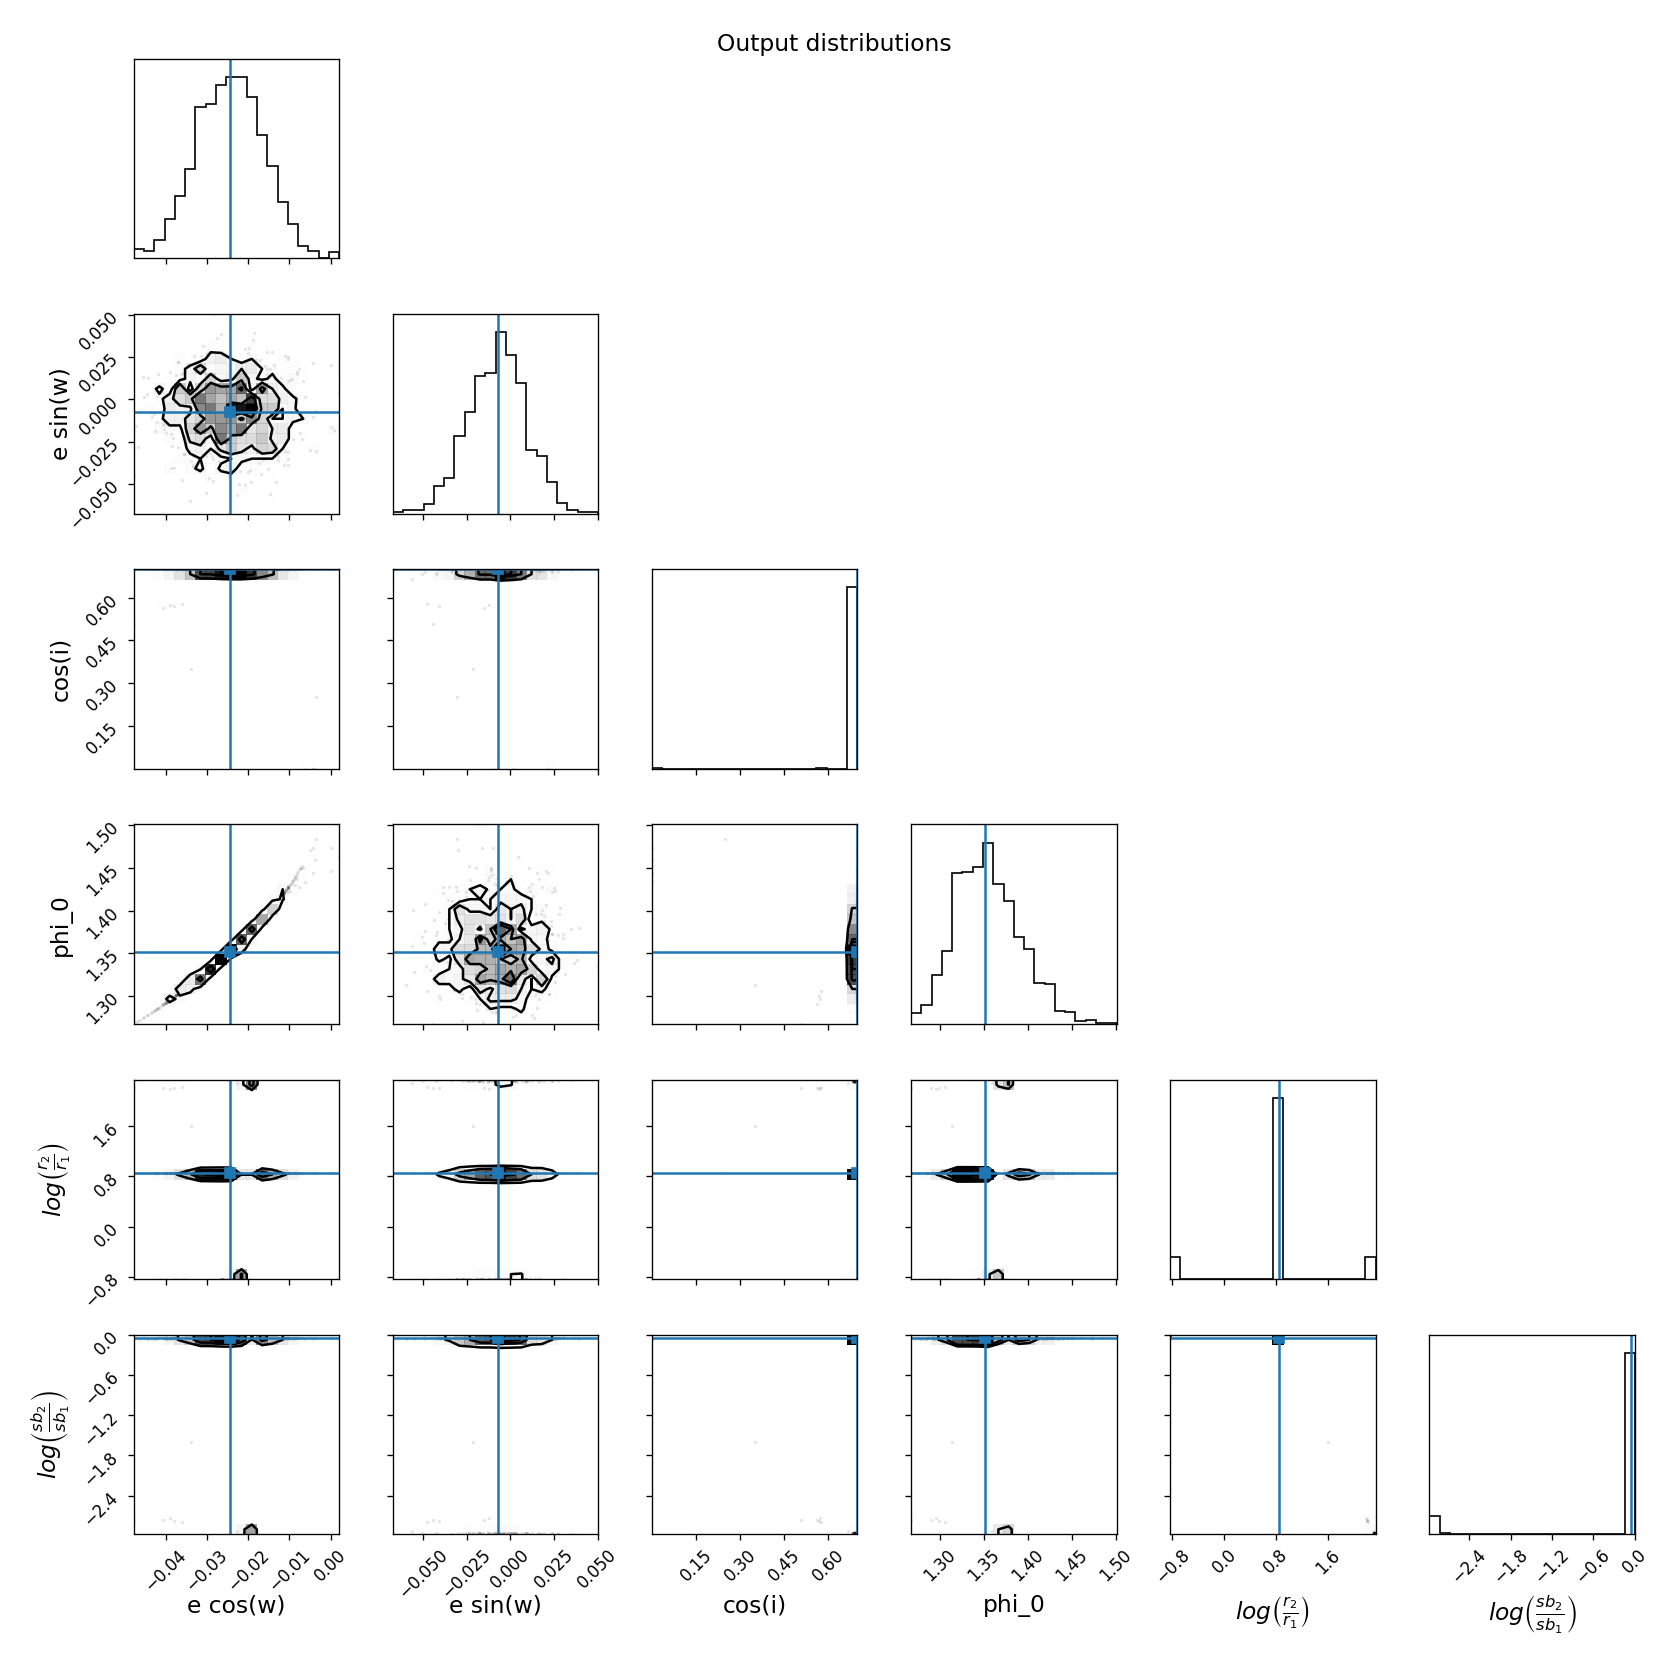 Output distributions
0.050
0.025
0.000
−0.025
−0.050
e sin(w)
0.60
0.45
0.30
0.15
cos(i)
1.50
1.45
1.40
1.35
1.30
phi_0
1.6
0.8
0.0
−0.8
log(r2/r1)
0.0
−0.6
−1.2
−1.8
−2.4
log(sb2/sb1)
−0.04 −0.03 −0.02 −0.01 0.00 −0.050 −0.025 0.000 0.025 0.050 0.15 0.30 0.45 0.60 1.30 1.35 1.40 1.45 1.50 −0.8 0.0 0.8 1.6 −2.4 −1.8 −1.2 −0.6 0.0
e cos(w) e sin(w) cos(i) phi_0 log(r2/r1) log(sb2/sb1)